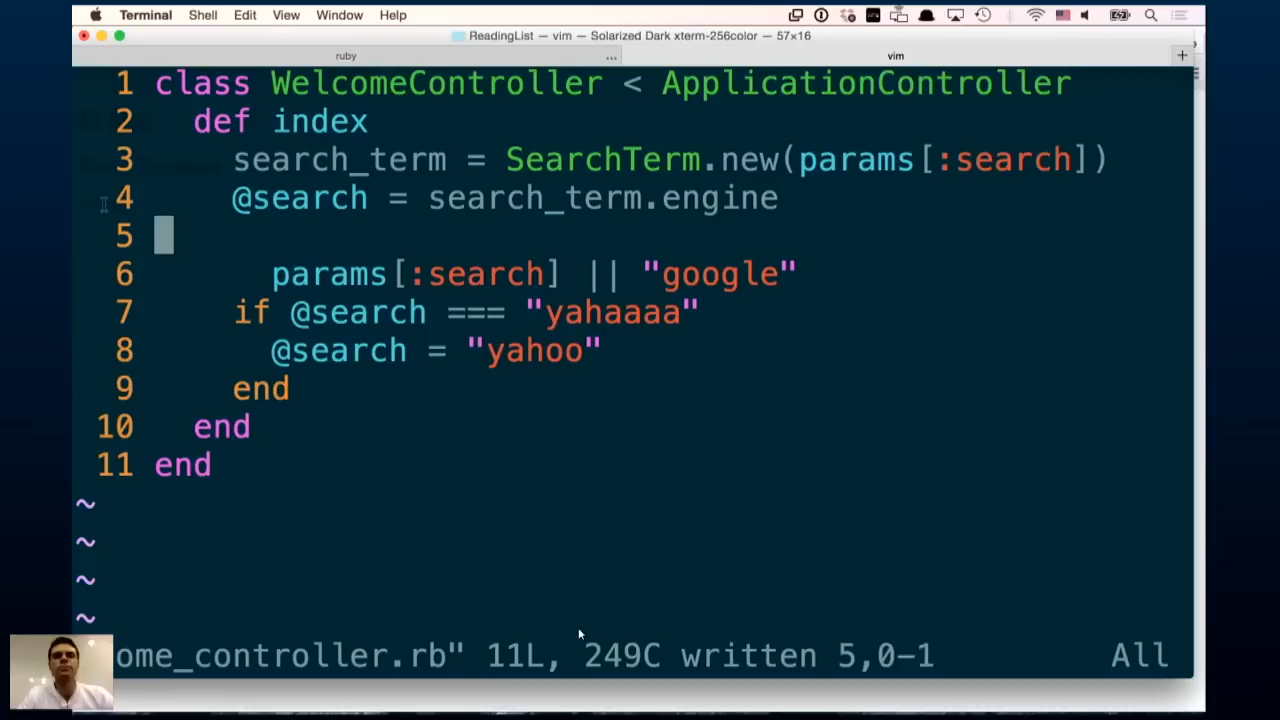 Terminal Shell Edit View Window Help
ReadingList — vim — Solarized Dark xterm-256color — 57×16
ruby ... vim +
1 class WelcomeController < ApplicationController
2 def index
3 search_term = SearchTerm.new(params[:search])
4 @search = search_term.engine
5
6 params[:search] || "google"
7 if @search === "yahaaaa"
8 @search = "yahoo"
9 end
10 end
11 end
~
~
~
~
ome_controller.rb" 11L, 249C written 5,0-1 All